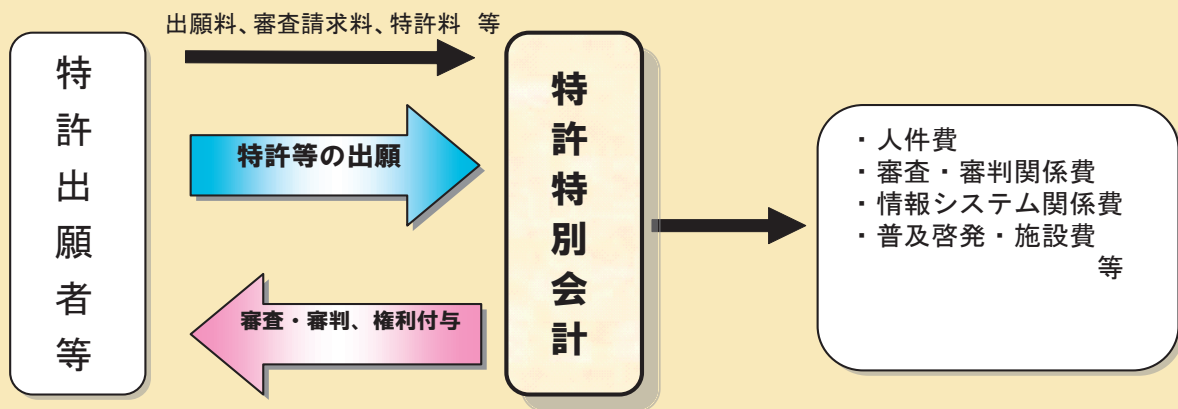 出願料、審査請求料、特許料　等
特許出願者等
特許等の出願
審査・審判、権利付与
特許特別会計
・人件費
・審査・審判関係費
・情報システム関係費
・普及啓発・施設費
等